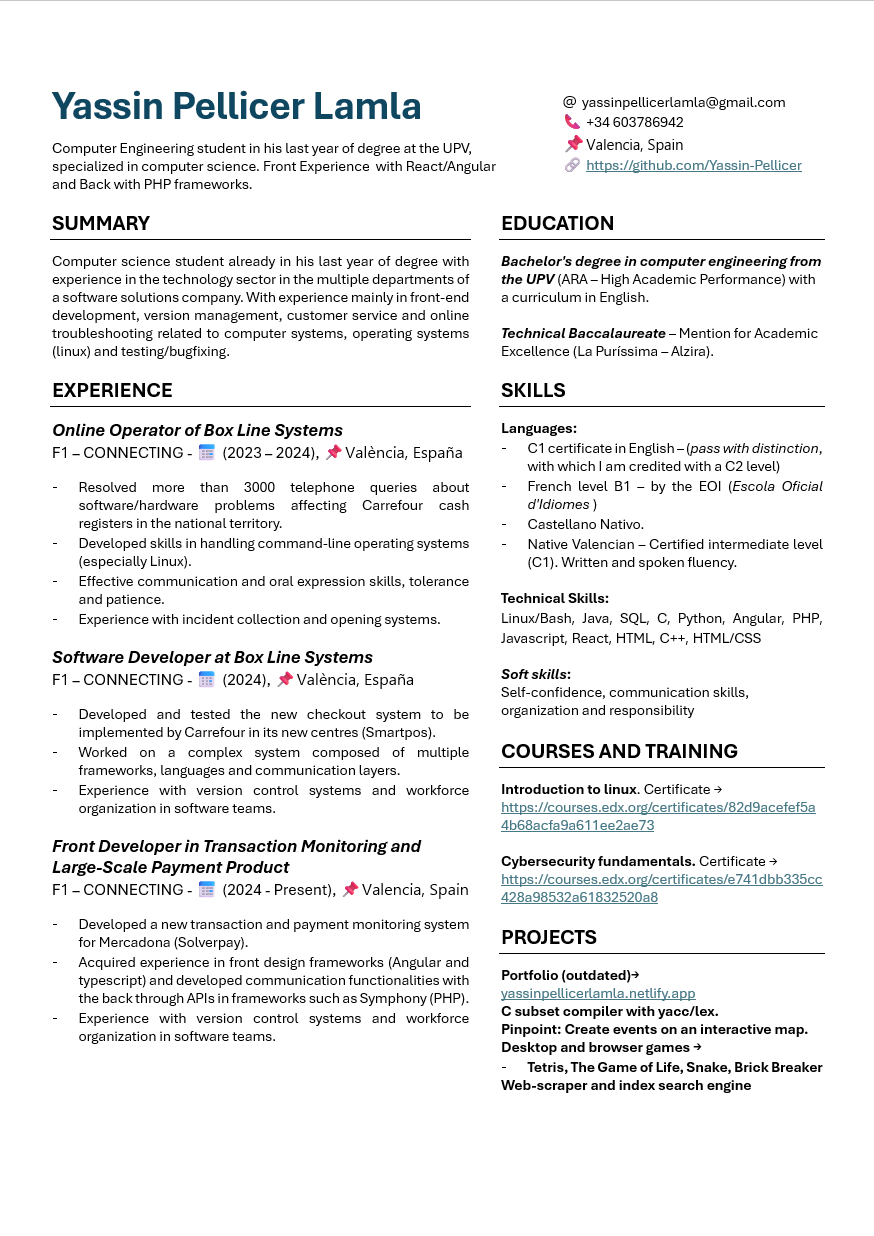 Yassin Pellicer Lamla
Computer Engineering student in his last year of degree at the UPV,
specialized in computer science. Front Experience with React/Angular
and Back with PHP frameworks.
@ yassinpellicerlamla@gmail.com
📞 +34 603786942
📌 Valencia, Spain
🔗 https://github.com/Yassin-Pellicer
SUMMARY
Computer science student already in his last year of degree with
experience in the technology sector in the multiple departments of
a software solutions company. With experience mainly in front-end
development, version management, customer service and online
troubleshooting related to computer systems, operating systems
(linux) and testing/bugfixing.
EXPERIENCE
Online Operator of Box Line Systems
F1 – CONNECTING - 📅 (2023 – 2024), 📌 València, España
- Resolved more than 3000 telephone queries about
software/hardware problems affecting Carrefour cash
registers in the national territory.
- Developed skills in handling command-line operating systems
(especially Linux).
- Effective communication and oral expression skills, tolerance
and patience.
- Experience with incident collection and opening systems.
Software Developer at Box Line Systems
F1 – CONNECTING - 📅 (2024), 📌 València, España
- Developed and tested the new checkout system to be
implemented by Carrefour in its new centres (Smartpos).
- Worked on a complex system composed of multiple
frameworks, languages and communication layers.
- Experience with version control systems and workforce
organization in software teams.
Front Developer in Transaction Monitoring and
Large-Scale Payment Product
F1 – CONNECTING - 📅 (2024 - Present), 📌 Valencia, Spain
- Developed a new transaction and payment monitoring system
for Mercadona (Solverpay).
- Acquired experience in front design frameworks (Angular and
typescript) and developed communication functionalities with
the back through APIs in frameworks such as Symphony (PHP).
- Experience with version control systems and workforce
organization in software teams.
EDUCATION
Bachelor's degree in computer engineering from
the UPV (ARA – High Academic Performance) with
a curriculum in English.
Technical Baccalaureate – Mention for Academic
Excellence (La Puríssima – Alzira).
SKILLS
Languages:
- C1 certificate in English – (pass with distinction,
with which I am credited with a C2 level)
- French level B1 – by the EOI (Escola Oficial
d'Idiomes )
- Castellano Nativo.
- Native Valencian – Certified intermediate level
(C1). Written and spoken fluency.
Technical Skills:
Linux/Bash, Java, SQL, C, Python, Angular, PHP,
Javascript, React, HTML, C++, HTML/CSS
Soft skills:
Self-confidence, communication skills,
organization and responsibility
COURSES AND TRAINING
Introduction to linux. Certificate →
https://courses.edx.org/certificates/82d9acefef5a
4b68acfa9a611ee2ae73
Cybersecurity fundamentals. Certificate →
https://courses.edx.org/certificates/e741dbb335cc
428a98532a61832520a8
PROJECTS
Portfolio (outdated)→
yassinpellicerlamla.netlify.app
C subset compiler with yacc/lex.
Pinpoint: Create events on an interactive map.
Desktop and browser games →
- Tetris, The Game of Life, Snake, Brick Breaker
Web-scraper and index search engine